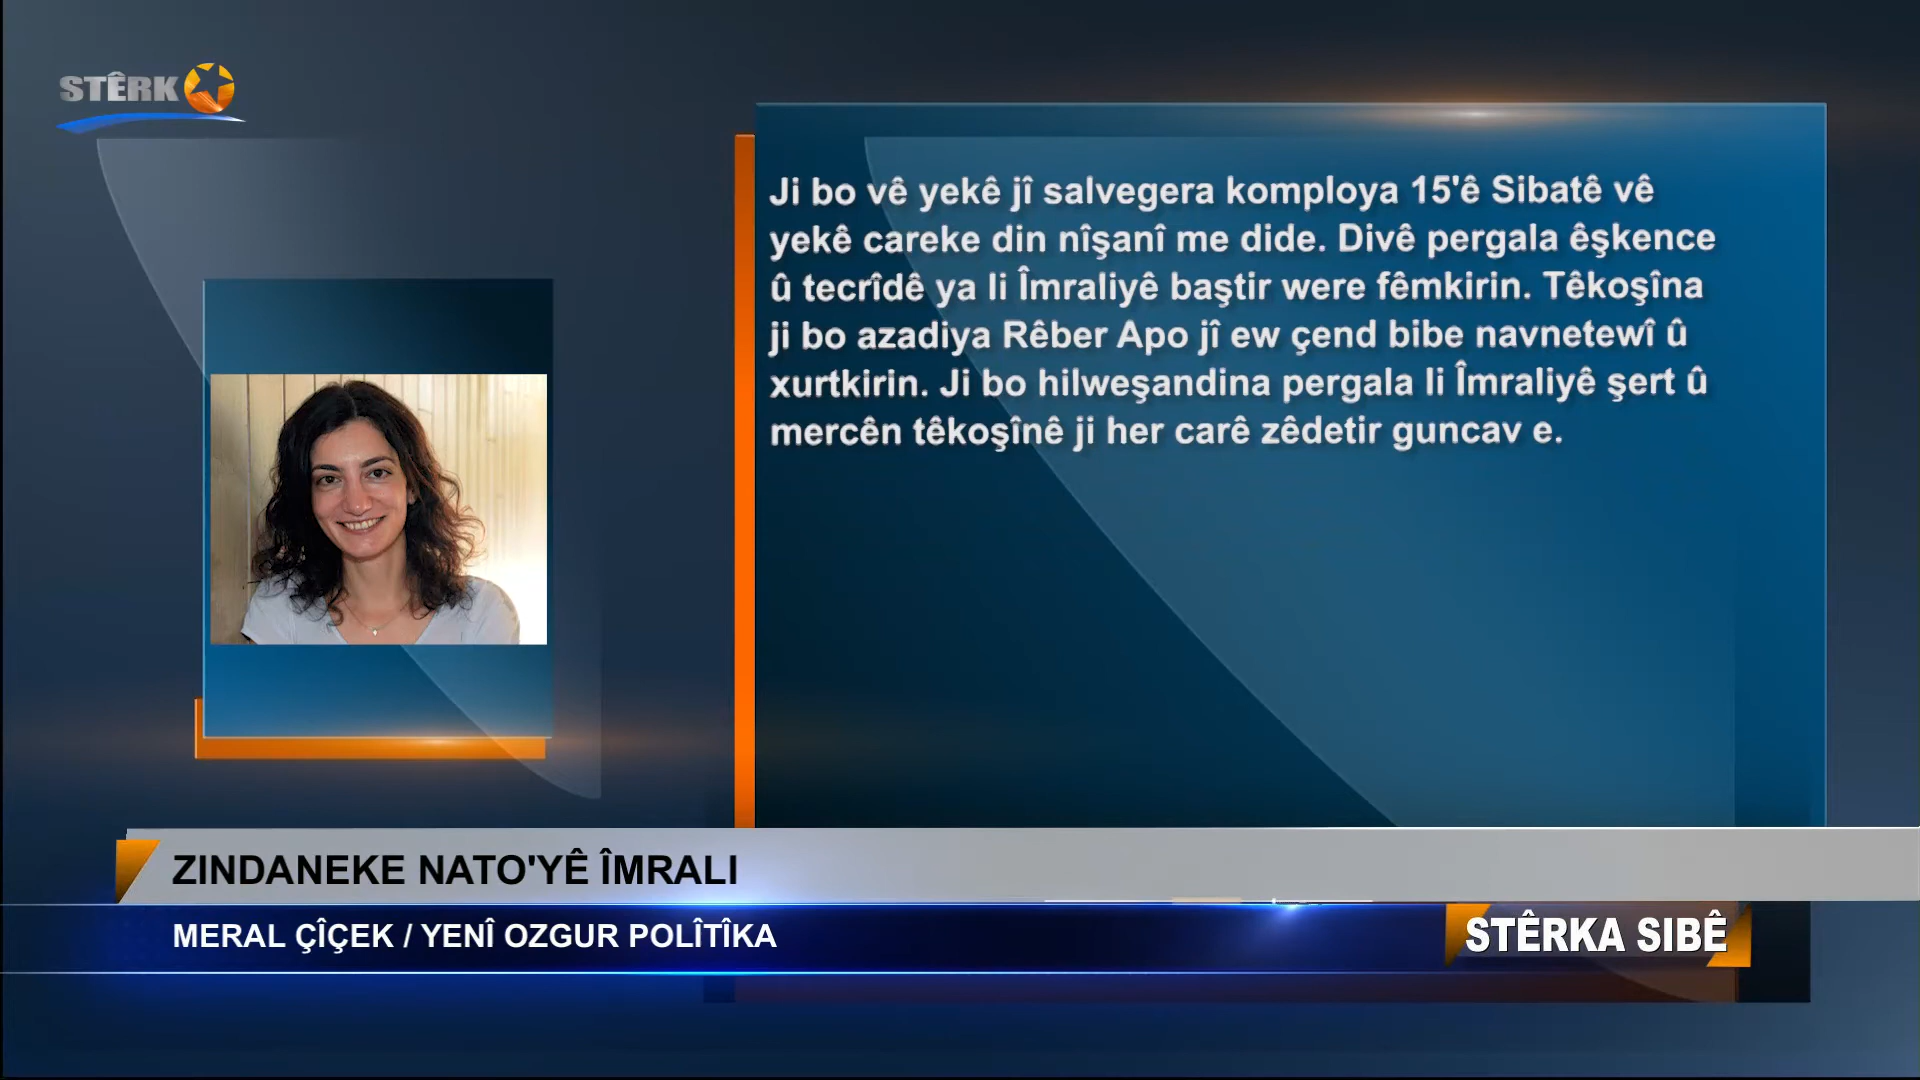 STÊRK
Ji bo vê yekê jî salvegera komploya 15'ê Sibatê vê
yekê careke din nîşanî me dide. Divê pergala êşkence
û tecrîdê ya li Îmraliyê baştir were fêmkirin. Têkoşîna
ji bo azadiya Rêber Apo jî ew çend bibe navnetewî û
xurtkirin. Ji bo hilweşandina pergala li Îmraliyê şert û
mercên têkoşînê ji her carê zêdetir guncav e.
ZINDANEKE NATO'YÊ ÎMRALI
MERAL ÇÎÇEK / YENÎ OZGUR POLÎTÎKA
STÊRKA SIBÊ